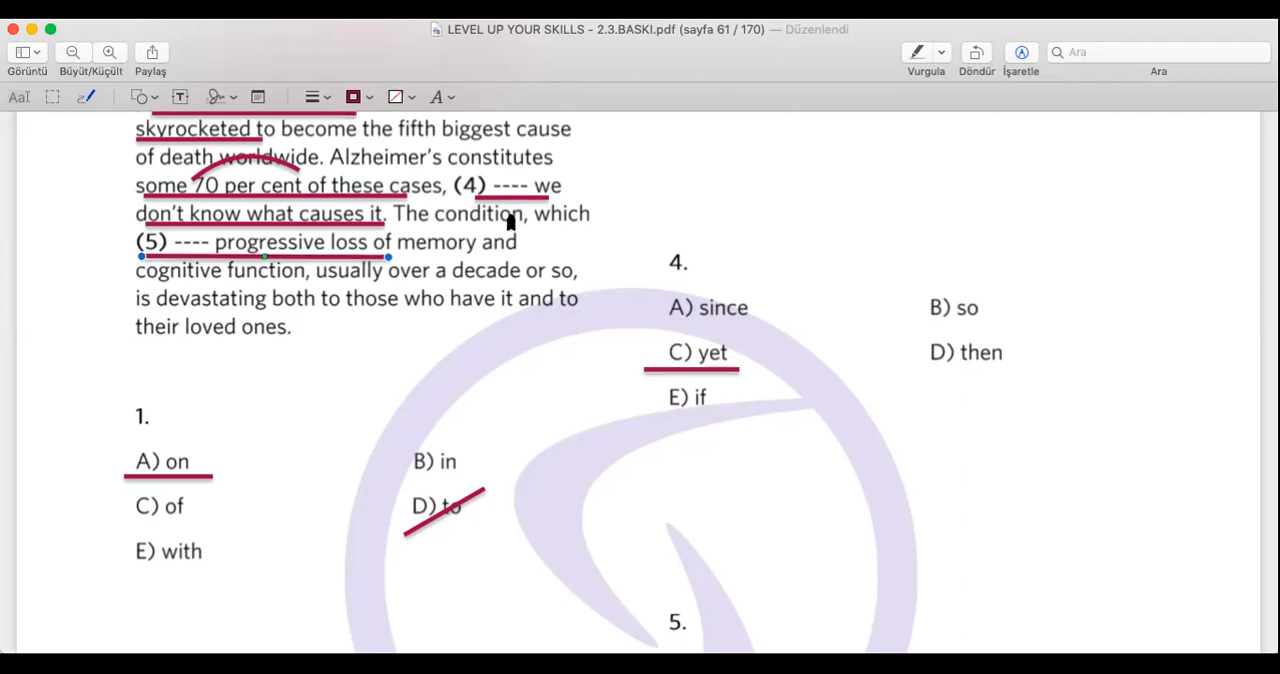 LEVEL UP YOUR SKILLS - 2.3.BASKI.pdf (sayfa 61 / 170) — Düzenlendi
Ara
Görüntü Büyüt/Küçült Paylaş Vurgula Döndür İşaretle Ara
AaI T A
skyrocketed to become the fifth biggest cause
of death worldwide. Alzheimer's constitutes
some 70 per cent of these cases, (4) ---- we
don't know what causes it. The condition, which
(5) ---- progressive loss of memory and
cognitive function, usually over a decade or so,
is devastating both to those who have it and to
their loved ones.
1.
A) on B) in
C) of D) to
E) with
4.
A) since B) so
C) yet D) then
E) if
5.